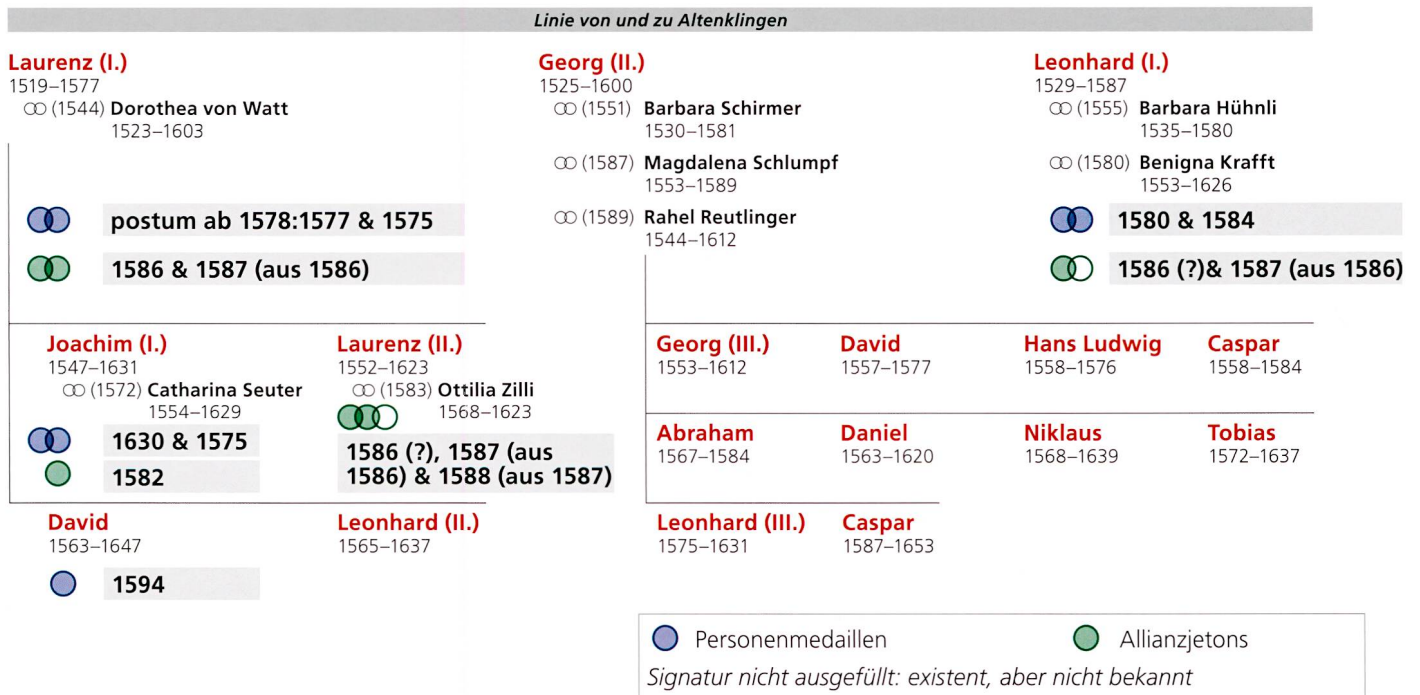 Linie von und zu Altenklingen
Laurenz (I.)
1519–1577
∞ (1544) Dorothea von Watt
1523–1603
postum ab 1578:1577 & 1575
1586 & 1587 (aus 1586)
Georg (II.)
1525–1600
∞ (1551) Barbara Schirmer
1530–1581
∞ (1587) Magdalena Schlumpf
1553–1589
∞ (1589) Rahel Reutlinger
1544–1612
Leonhard (I.)
1529–1587
∞ (1555) Barbara Hühnli
1535–1580
∞ (1580) Benigna Krafft
1553–1626
1580 & 1584
1586 (?)& 1587 (aus 1586)
Joachim (I.)
1547–1631
∞ (1572) Catharina Seuter
1554–1629
1630 & 1575
1582
Laurenz (II.)
1552–1623
∞ (1583) Ottilia Zilli
1568–1623
1586 (?), 1587 (aus
1586) & 1588 (aus 1587)
David
1563–1647
1594
Leonhard (II.)
1565–1637
Georg (III.)
1553–1612
David
1557–1577
Hans Ludwig
1558–1576
Caspar
1558–1584
Abraham
1567–1584
Daniel
1563–1620
Niklaus
1568–1639
Tobias
1572–1637
Leonhard (III.)
1575–1631
Caspar
1587–1653
Personenmedaillen
Allianzjetons
Signatur nicht ausgefüllt: existent, aber nicht bekannt